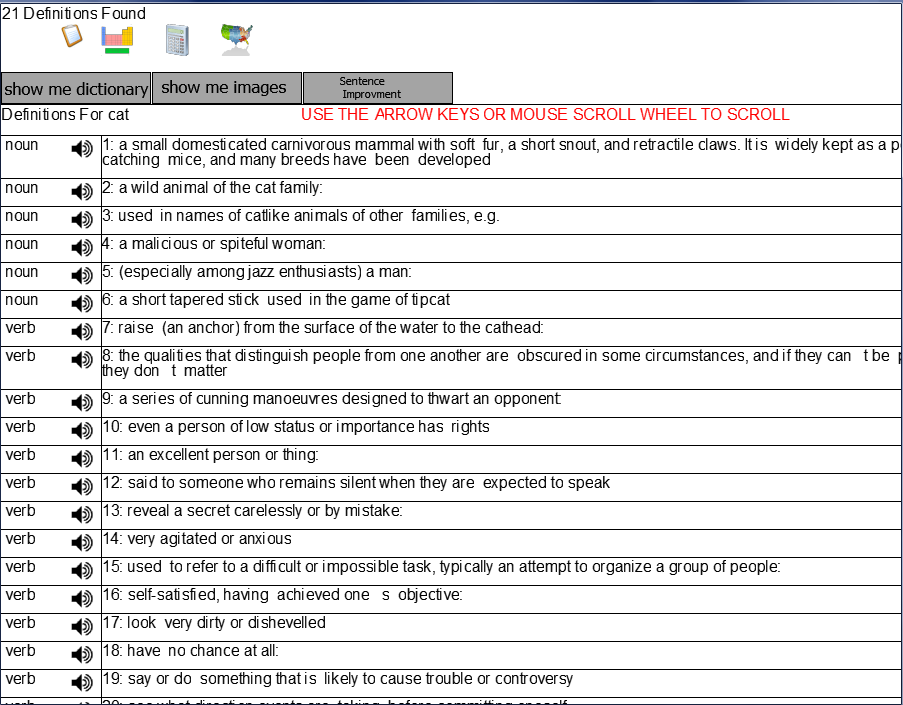 21 Definitions Found
show me dictionary show me images Sentence Improvment
Definitions For cat USE THE ARROW KEYS OR MOUSE SCROLL WHEEL TO SCROLL
noun 1: a small domesticated carnivorous mammal with soft fur, a short snout, and retractile claws. It is widely kept as a
catching mice, and many breeds have been developed
noun 2: a wild animal of the cat family:
noun 3: used in names of catlike animals of other families, e.g.
noun 4: a malicious or spiteful woman:
noun 5: (especially among jazz enthusiasts) a man:
noun 6: a short tapered stick used in the game of tipcat
verb 7: raise (an anchor) from the surface of the water to the cathead:
verb 8: the qualities that distinguish people from one another are obscured in some circumstances, and if they can t be
they don t matter
verb 9: a series of cunning manoeuvres designed to thwart an opponent:
verb 10: even a person of low status or importance has rights
verb 11: an excellent person or thing:
verb 12: said to someone who remains silent when they are expected to speak
verb 13: reveal a secret carelessly or by mistake:
verb 14: very agitated or anxious
verb 15: used to refer to a difficult or impossible task, typically an attempt to organize a group of people:
verb 16: self-satisfied, having achieved one s objective:
verb 17: look very dirty or dishevelled
verb 18: have no chance at all:
verb 19: say or do something that is likely to cause trouble or controversy
verb 20: see what direction events are taking before committing oneself